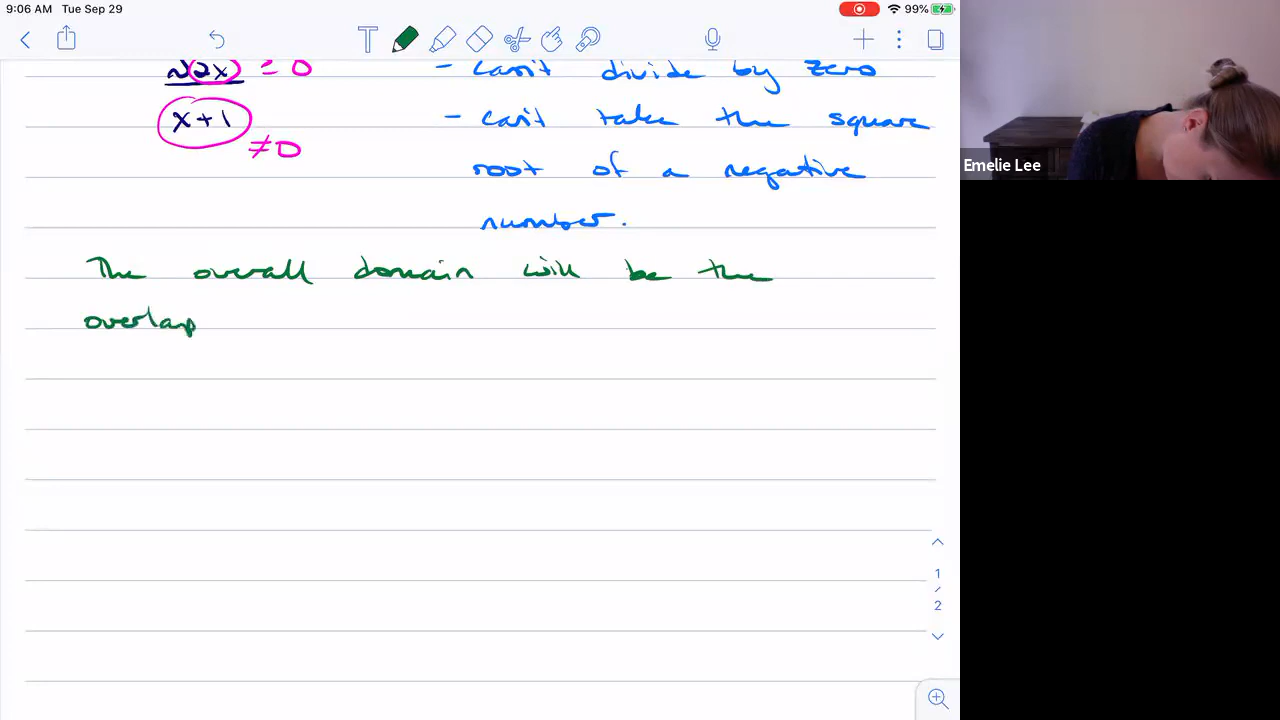 9:06 AM Tue Sep 29
99%
√2x ≥ 0
x+1
≠0
- can't divide by zero
- can't take the square
root of a negative
number.
The overall domain will be the
overlap
Emelie Lee
1
/
2